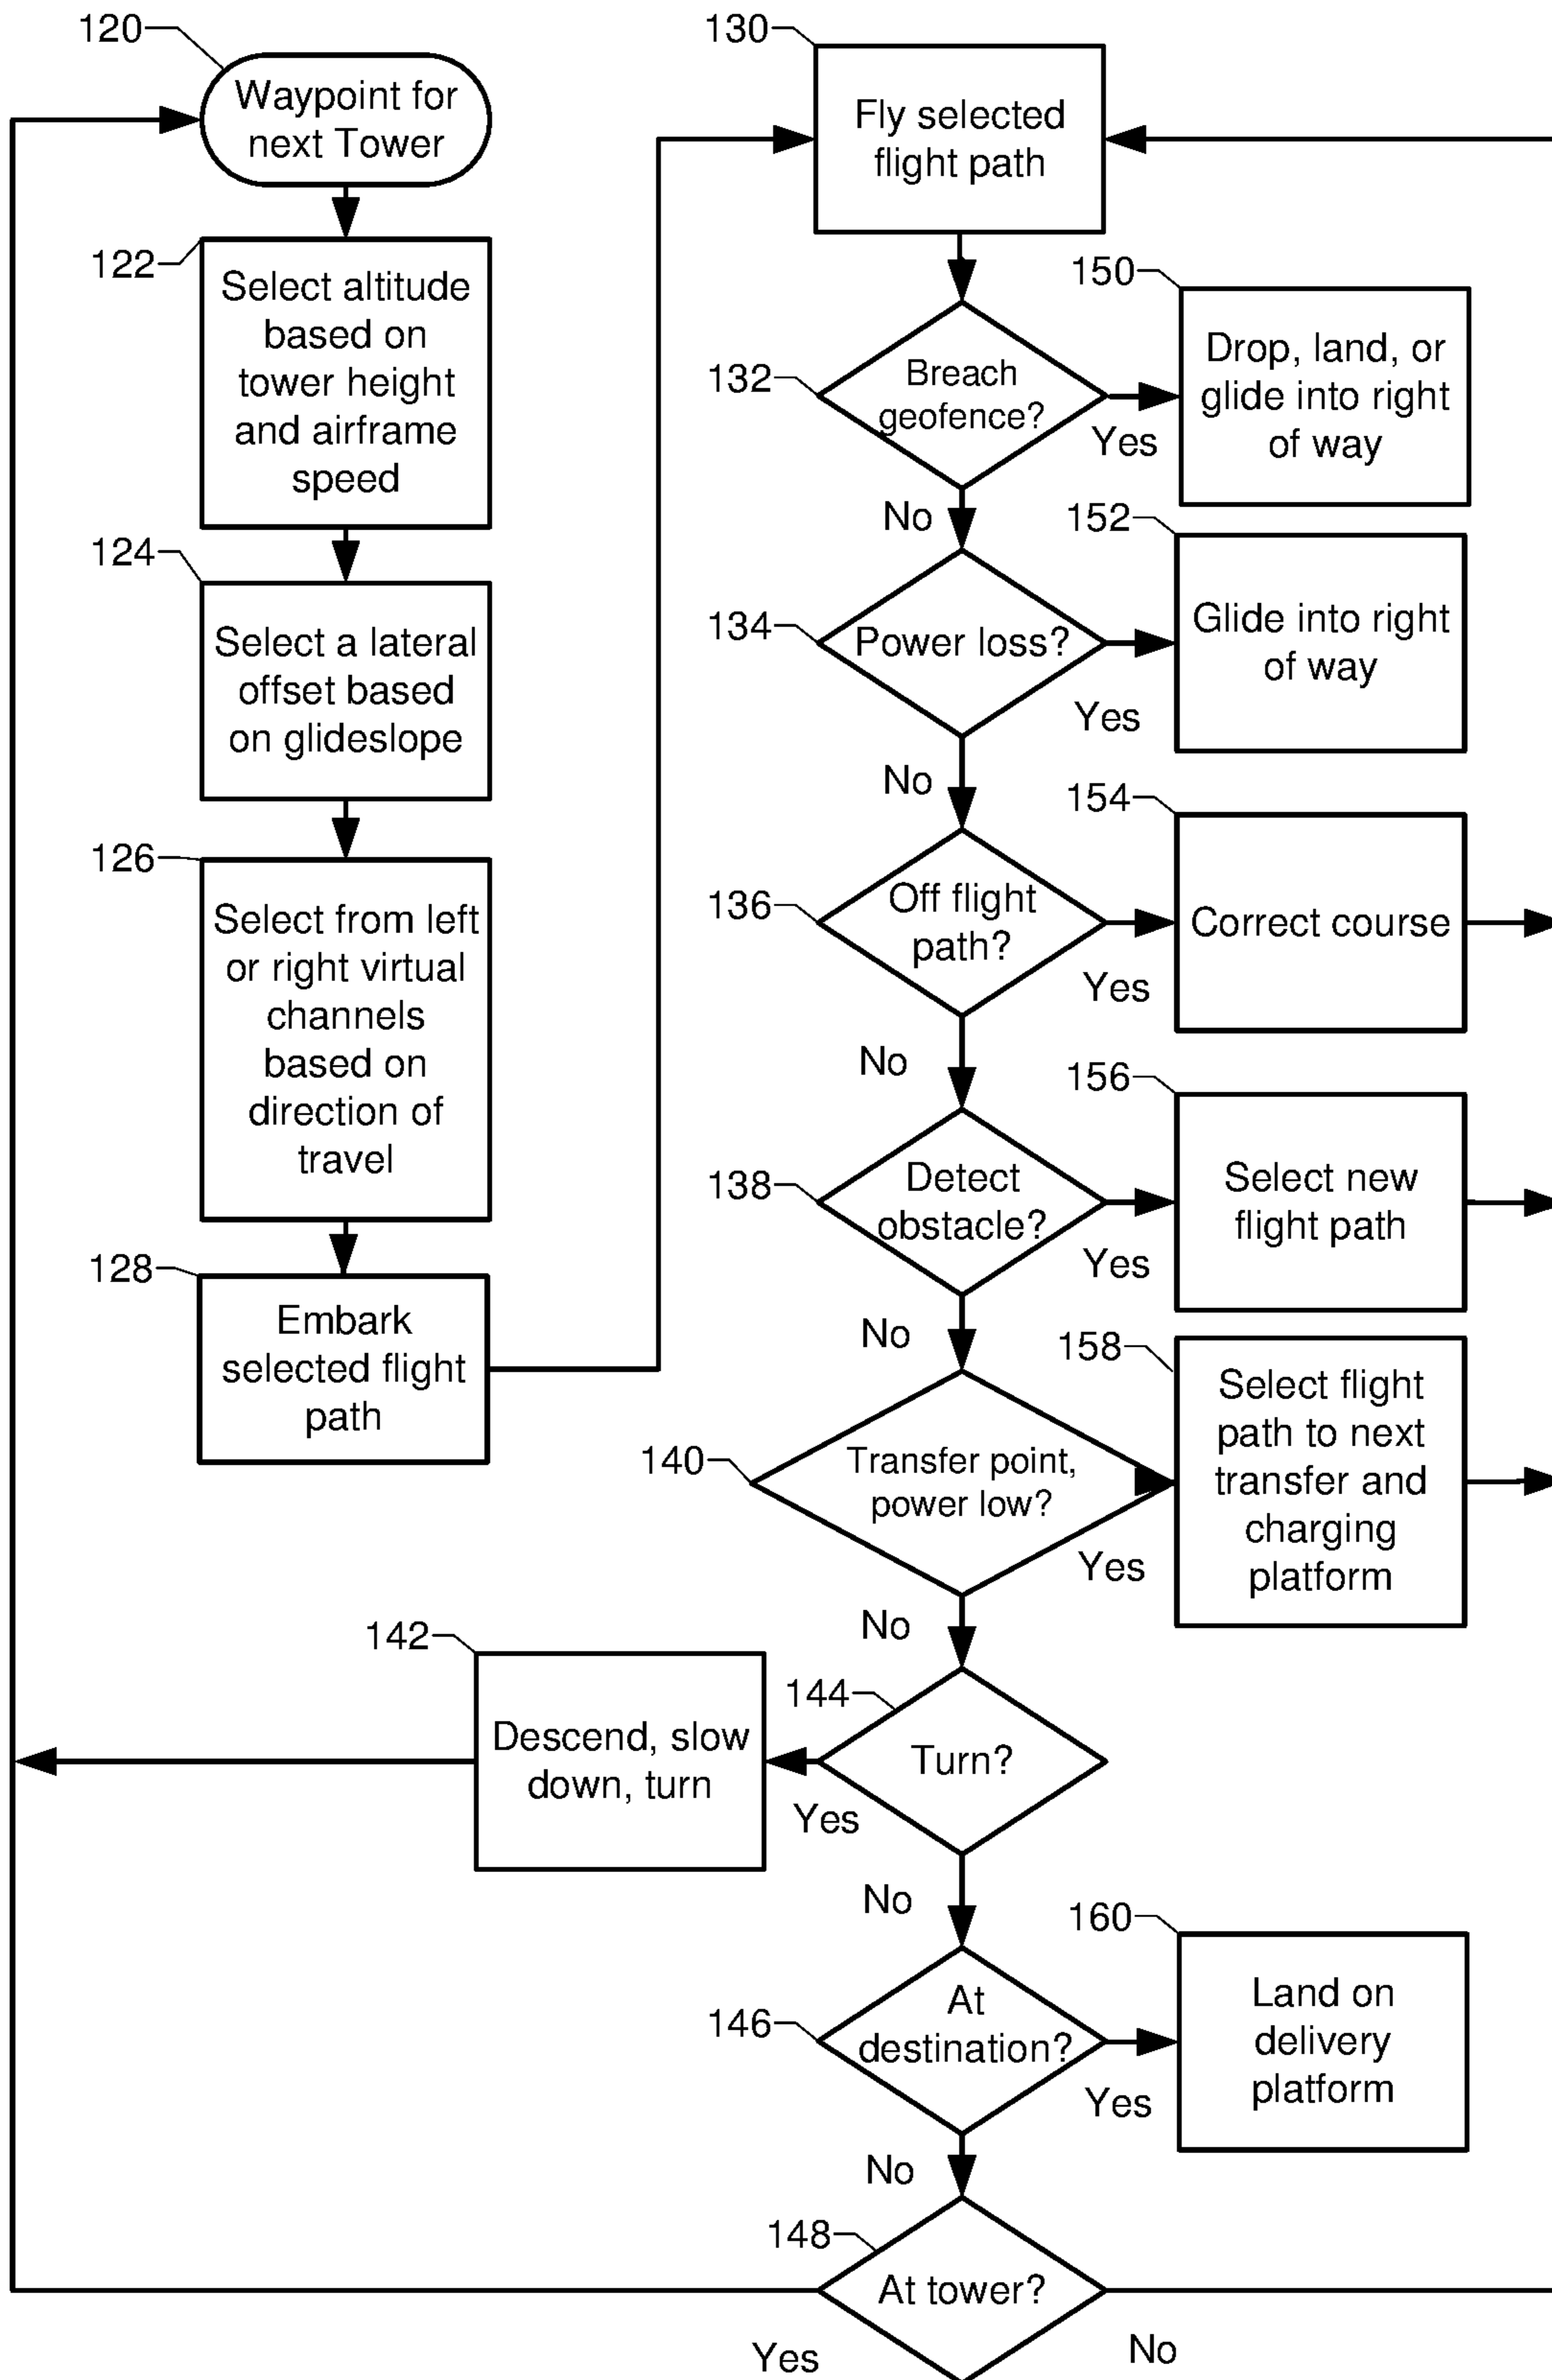 120
Waypoint for
next Tower
122
Select altitude
based on
tower height
and airframe
speed
124
Select a lateral
offset based
on glideslope
126
Select from left
or right virtual
channels
based on
direction of
travel
128
Embark
selected flight
path
130
Fly selected
flight path
132
Breach
geofence?
Yes
No
150
Drop, land, or
glide into right
of way
134
Power loss?
Yes
No
152
Glide into right
of way
136
Off flight
path?
Yes
No
154
Correct course
138
Detect
obstacle?
Yes
No
156
Select new
flight path
140
Transfer point,
power low?
Yes
No
158
Select flight
path to next
transfer and
charging
platform
142
Descend, slow
down, turn
144
Turn?
Yes
No
146
At
destination?
Yes
No
160
Land on
delivery
platform
148
At tower?
Yes
No